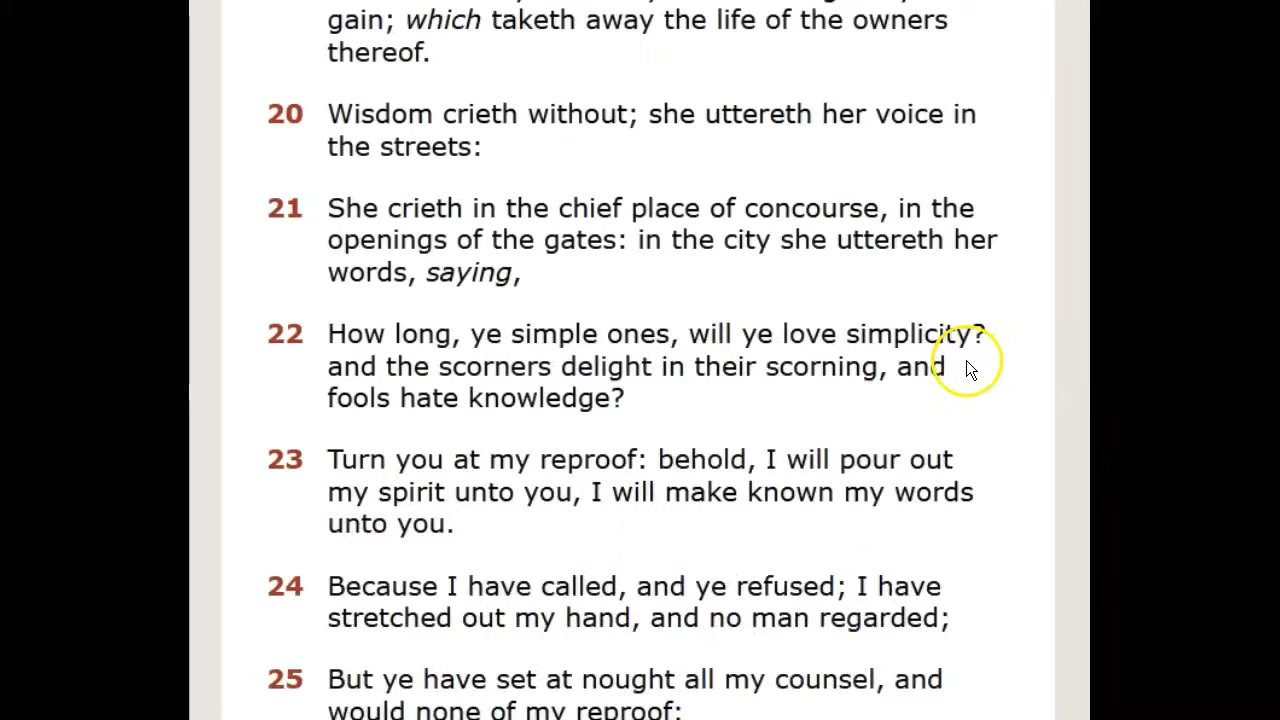 gain; which taketh away the life of the owners
thereof.
20 Wisdom crieth without; she uttereth her voice in
the streets:
21 She crieth in the chief place of concourse, in the
openings of the gates: in the city she uttereth her
words, saying,
22 How long, ye simple ones, will ye love simplicity?
and the scorners delight in their scorning, and
fools hate knowledge?
23 Turn you at my reproof: behold, I will pour out
my spirit unto you, I will make known my words
unto you.
24 Because I have called, and ye refused; I have
stretched out my hand, and no man regarded;
25 But ye have set at nought all my counsel, and
would none of my reproof: